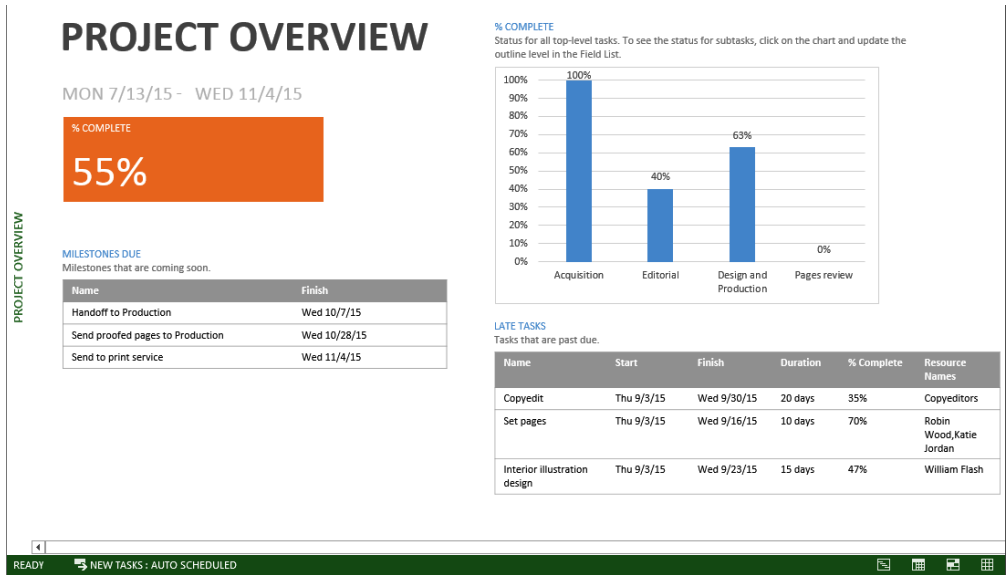 PROJECT OVERVIEW
MON 7/13/15 - WED 11/4/15
% COMPLETE
55%
MILESTONES DUE
Milestones that are coming soon.
Name Finish
Handoff to Production Wed 10/7/15
Send proofed pages to Production Wed 10/28/15
Send to print service Wed 11/4/15
PROJECT OVERVIEW
% COMPLETE
Status for all top-level tasks. To see the status for subtasks, click on the chart and update the
outline level in the Field List.
100%
90%
80%
70%
60%
50%
40%
30%
20%
10%
0%
100%
40%
63%
0%
Acquisition Editorial Design and Pages review
Production
LATE TASKS
Tasks that are past due.
Name Start Finish Duration % Complete Resource
Names
Copyedit Thu 9/3/15 Wed 9/30/15 20 days 35% Copyeditors
Set pages Thu 9/3/15 Wed 9/16/15 10 days 70% Robin
Wood,Katie
Jordan
Interior illustration Thu 9/3/15 Wed 9/23/15 15 days 47% William Flash
design
READY NEW TASKS : AUTO SCHEDULED